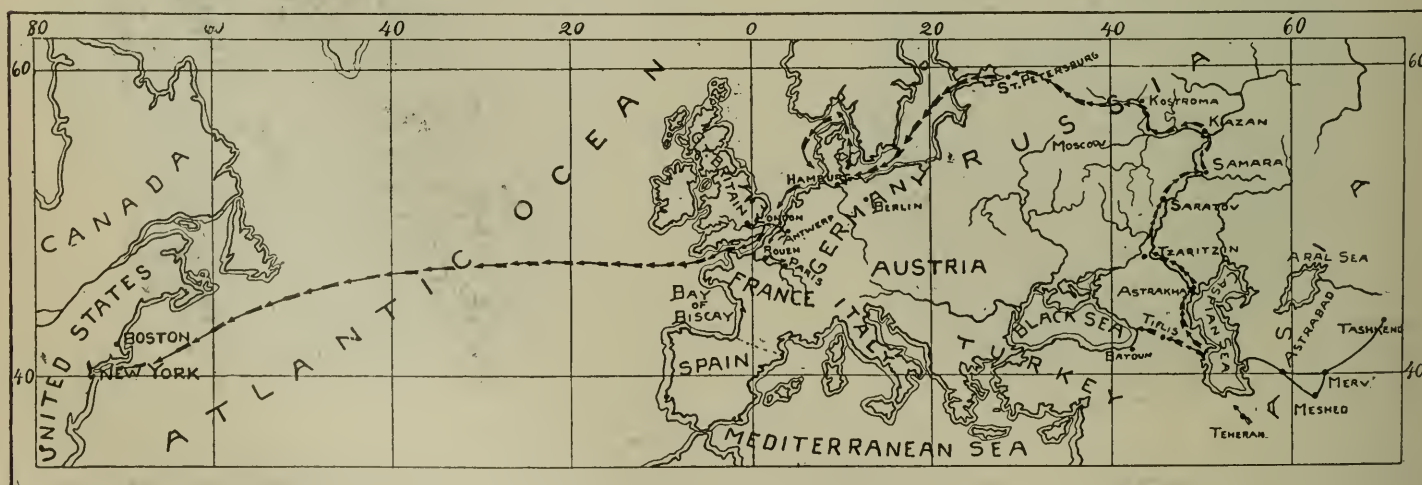 80 60 40 20 0 20 40 60
60 60
CANADA
UNITED STATES
BOSTON
NEW YORK
ATLANTIC OCEAN
BRITAIN
LONDON
ANTWERP
ROUEN
PARIS
FRANCE
BAY
OF
BISCAY
SPAIN
HAMBURG
BERLIN
GERMANY
AUSTRIA
ITALY
MEDITERRANEAN SEA
TURKEY
BLACK SEA
BATOUM
TIFLIS
RUSSIA
ST. PETERSBURG
KOSTROMA
KAZAN
MOSCOW
SAMARA
SARATOV
TZARITZIN
ASTRAKHAN
CASPIAN SEA
ARAL SEA
ASIA
ASTRABAD
TASHKEND
MERV.
MESHED
TEHERAN.
40 40